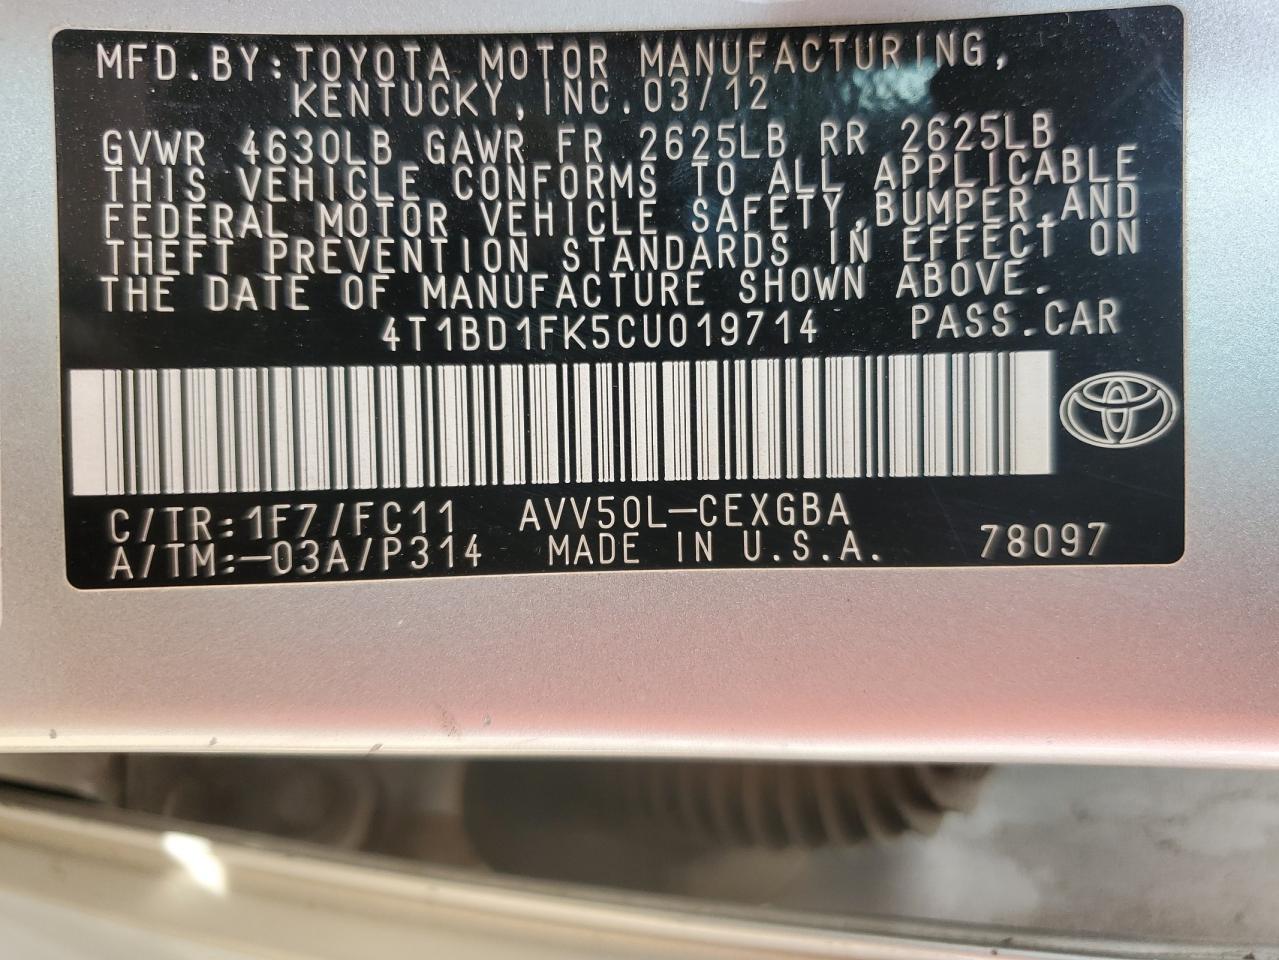 MFD.BY:TOYOTA MOTOR MANUFACTURING,
KENTUCKY,INC.03/12
GVWR 4630LB GAWR FR 2625LB RR 2625LB
THIS VEHICLE CONFORMS TO ALL APPLICABLE
FEDERAL MOTOR VEHICLE SAFETY,BUMPER,AND
THEFT PREVENTION STANDARDS IN EFFECT ON
THE DATE OF MANUFACTURE SHOWN ABOVE.
4T1BD1FK5CU019714 PASS.CAR
C/TR:1F7/FC11 AVV50L-CEXGBA
A/TM:-03A/P314 MADE IN U.S.A. 78097